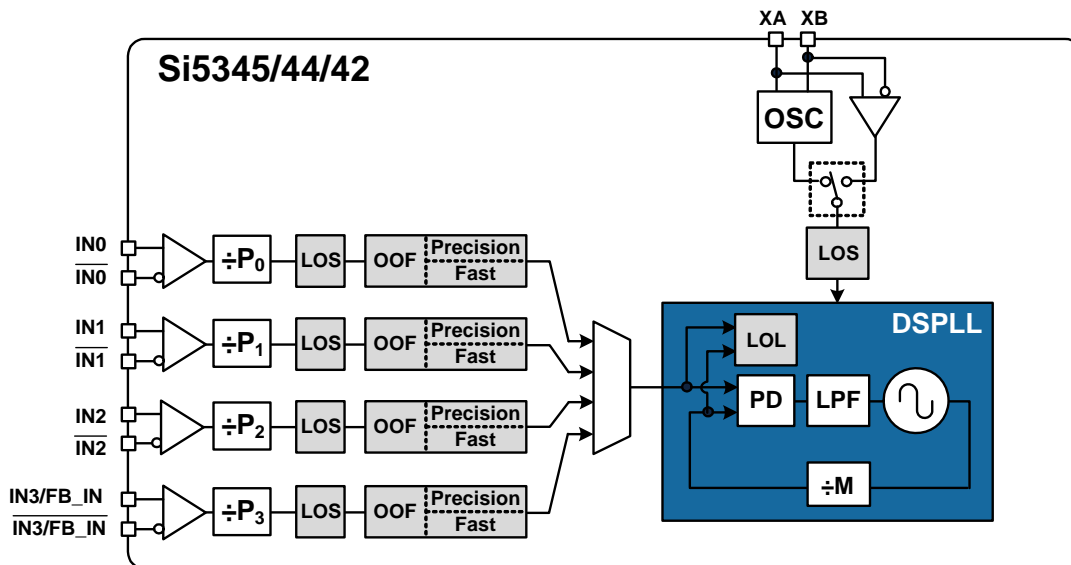 XA XB
Si5345/44/42
OSC
LOS
IN0
IN0
÷P0
LOS
OOF
Precision
Fast
IN1
IN1
÷P1
LOS
OOF
Precision
Fast
IN2
IN2
÷P2
LOS
OOF
Precision
Fast
IN3/FB_IN
IN3/FB_IN
÷P3
LOS
OOF
Precision
Fast
DSPLL
LOL
PD
LPF
÷M